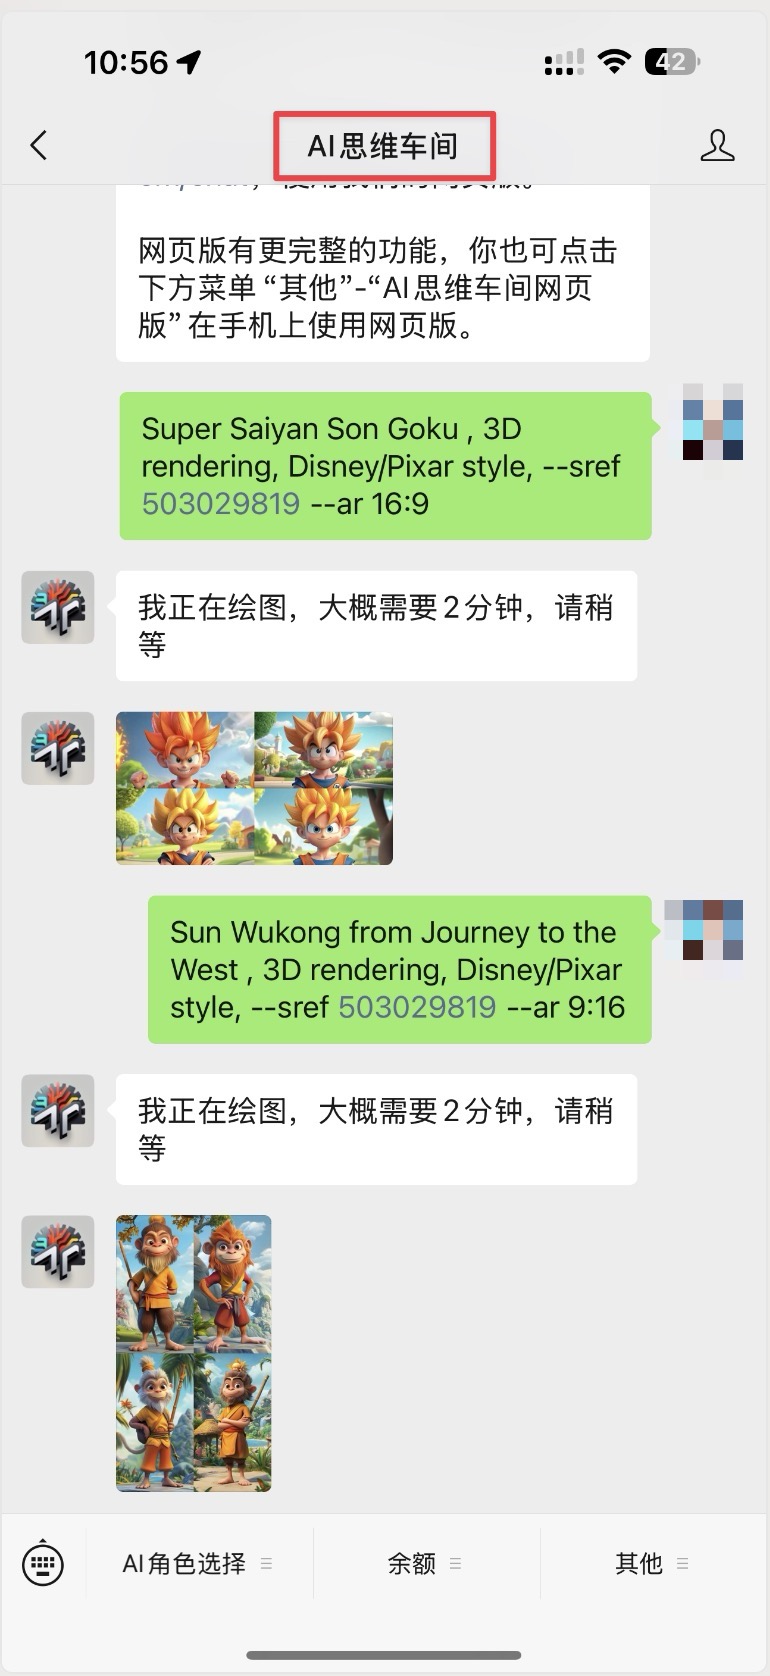 10:56
42
AI思维车间
网页版有更完整的功能，你也可点击
下方菜单“其他”-“AI思维车间网页
版”在手机上使用网页版。
Super Saiyan Son Goku , 3D
rendering, Disney/Pixar style, --sref
503029819 --ar 16:9
我正在绘图，大概需要2分钟，请稍
等
Sun Wukong from Journey to the
West , 3D rendering, Disney/Pixar
style, --sref 503029819 --ar 9:16
我正在绘图，大概需要2分钟，请稍
等
AI角色选择
余额
其他